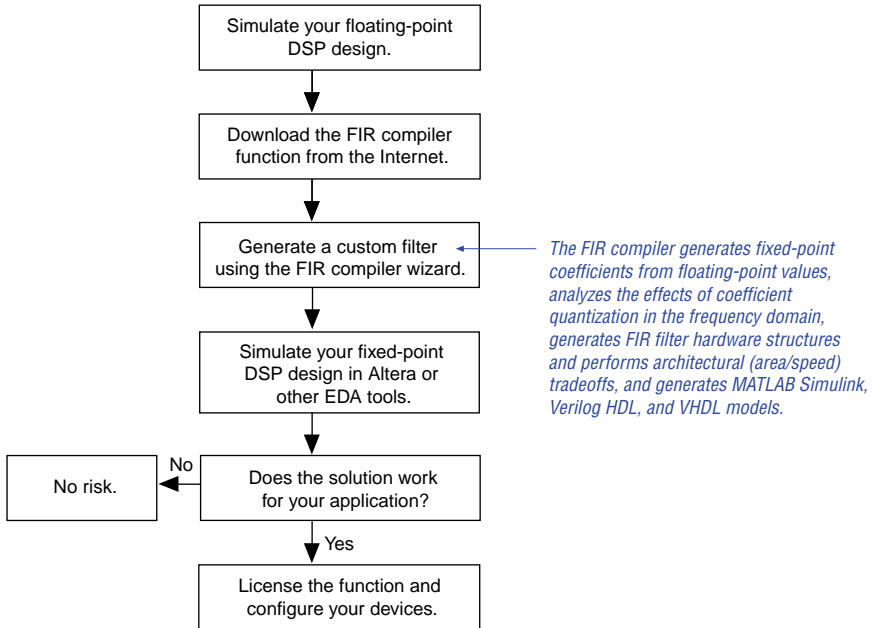 Simulate your floating-point
DSP design.
Download the FIR compiler
function from the Internet.
Generate a custom filter
using the FIR compiler wizard.
The FIR compiler generates fixed-point
coefficients from floating-point values,
analyzes the effects of coefficient
quantization in the frequency domain,
generates FIR filter hardware structures
and performs architectural (area/speed)
tradeoffs, and generates MATLAB Simulink,
Verilog HDL, and VHDL models.
Simulate your fixed-point
DSP design in Altera or
other EDA tools.
No risk.
No
Does the solution work
for your application?
Yes
License the function and
configure your devices.